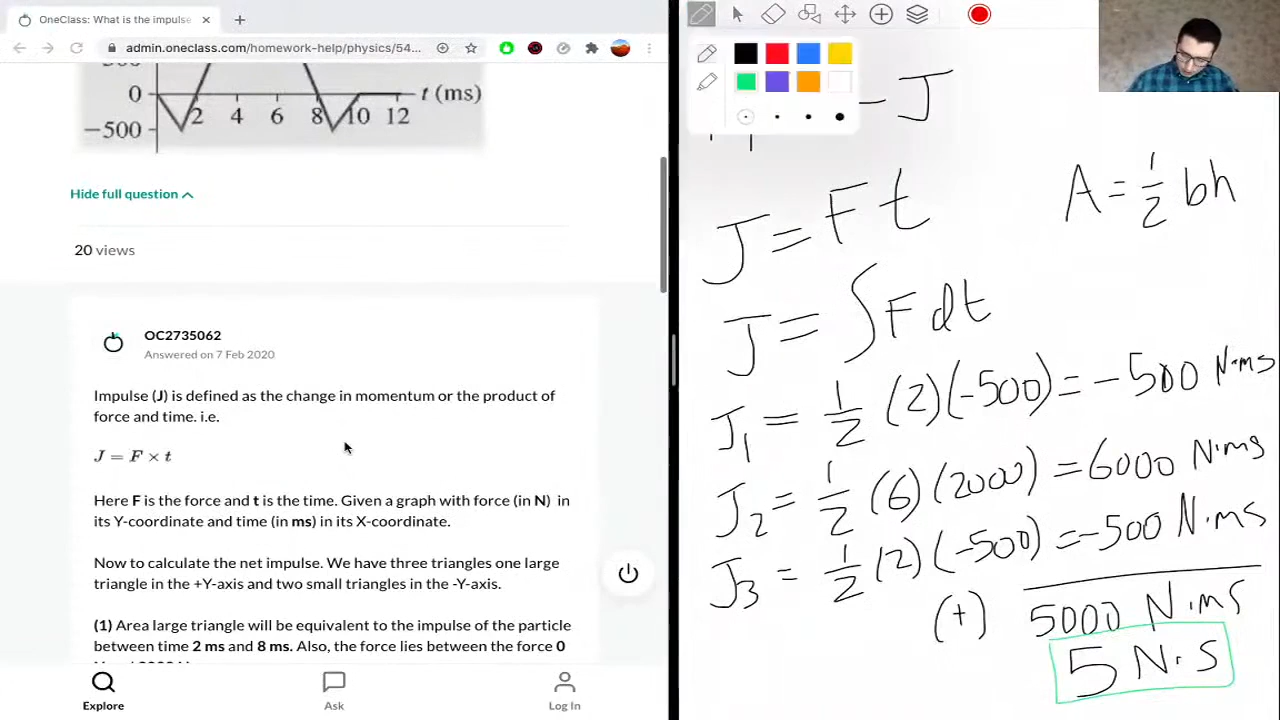 OneClass: What is the impulse
admin.oneclass.com/homework-help/physics/54...
0
2 4 6 8 10 12
t (ms)
−500
Hide full question
20 views
OC2735062
Answered on 7 Feb 2020
Impulse (J) is defined as the change in momentum or the product of
force and time. i.e.
J = F × t
Here F is the force and t is the time. Given a graph with force (in N) in
its Y-coordinate and time (in ms) in its X-coordinate.
Now to calculate the net impulse. We have three triangles one large
triangle in the +Y-axis and two small triangles in the -Y-axis.
(1) Area large triangle will be equivalent to the impulse of the particle
between time 2 ms and 8 ms. Also, the force lies between the force 0
Explore
Ask
Log In
- J
J = F t
A = 1/2 bh
J = ∫ F dt
J1 = 1/2 (2)(-500) = -500 N·ms
J2 = 1/2 (6)(2000) = 6000 N·ms
J3 = 1/2 (2)(-500) = -500 N·ms
(+) 5000 N·ms
5 N·s